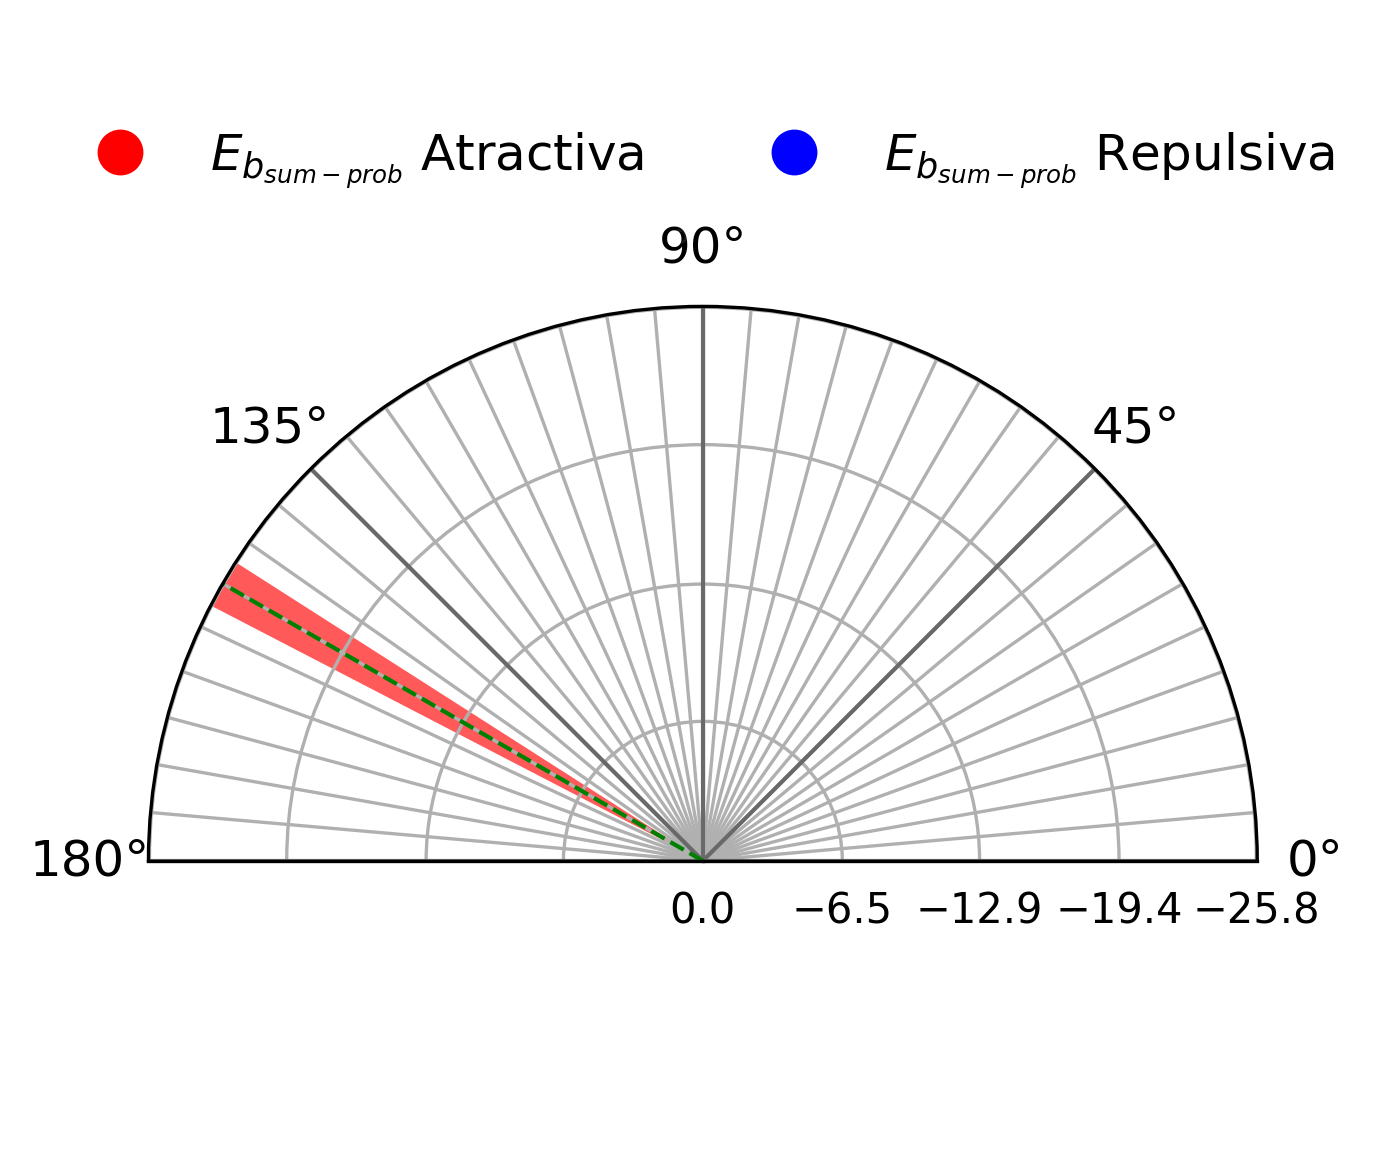 E_{b_{sum-prob}} Atractiva E_{b_{sum-prob}} Repulsiva
90°
135° 45°
180° 0°
0.0 −6.5 −12.9 −19.4 −25.8